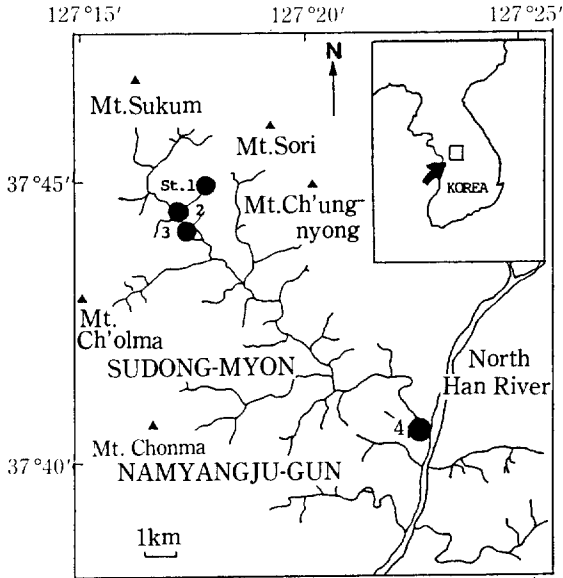 127°15′ 127°20′ 127°25′
N
Mt.Sukum
Mt.Sori
37°45′
St.1
2
3
Mt.Ch'ung-
nyong
KOREA
Mt.
Ch'olma
SUDONG-MYON
North
Han River
4
Mt. Chonma
37°40′
NAMYANGJU-GUN
1km